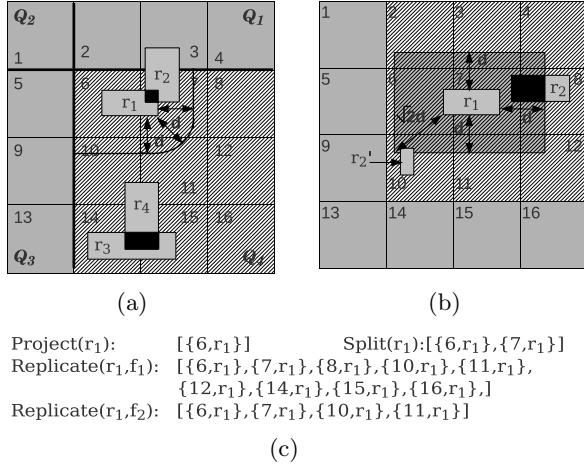 Q2 Q1
1 2 3 4
r2
5 6 7 8
r1
d
d
9 10 12
11
r4
13 14 15 16
r3
Q3 Q4
1 2 3 4
d
5 6 7 8
r2
r1
d
√2d
d
9 12
r2'
10 11
13 14 15 16
(a) (b)
Project(r1): [{6,r1}] Split(r1):[{6,r1},{7,r1}]
Replicate(r1,f1): [{6,r1},{7,r1},{8,r1},{10,r1},{11,r1},
{12,r1},{14,r1},{15,r1},{16,r1},]
Replicate(r1,f2): [{6,r1},{7,r1},{10,r1},{11,r1}]
(c)